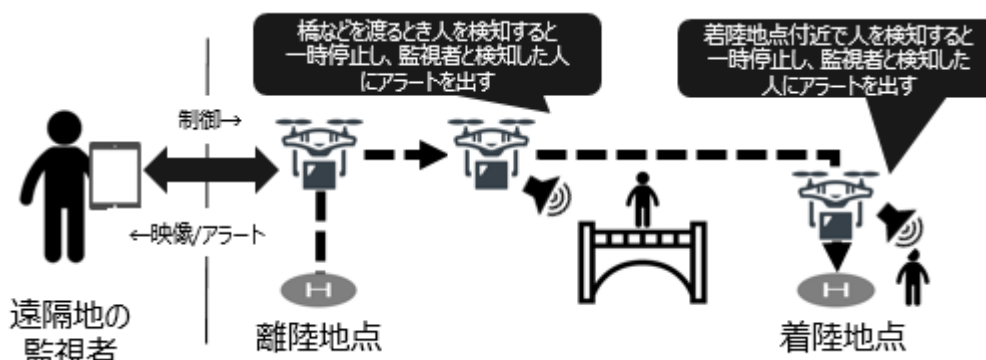 橋などを渡るとき人を検知すると
一時停止し、監視者と検知した人
にアラートを出す
着陸地点付近で人を検知すると
一時停止し、監視者と検知した
人にアラートを出す
制御→
←映像/アラート
遠隔地の
監視者
離陸地点
着陸地点
H
H